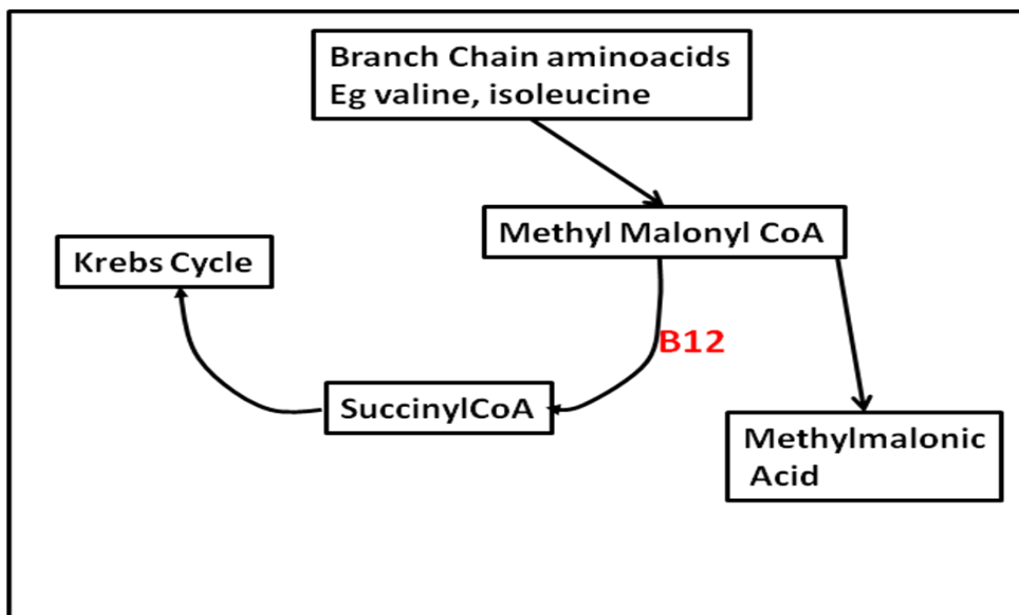 Branch Chain aminoacids
Eg valine, isoleucine
Methyl Malonyl CoA
Krebs Cycle
B12
SuccinylCoA
Methylmalonic
Acid